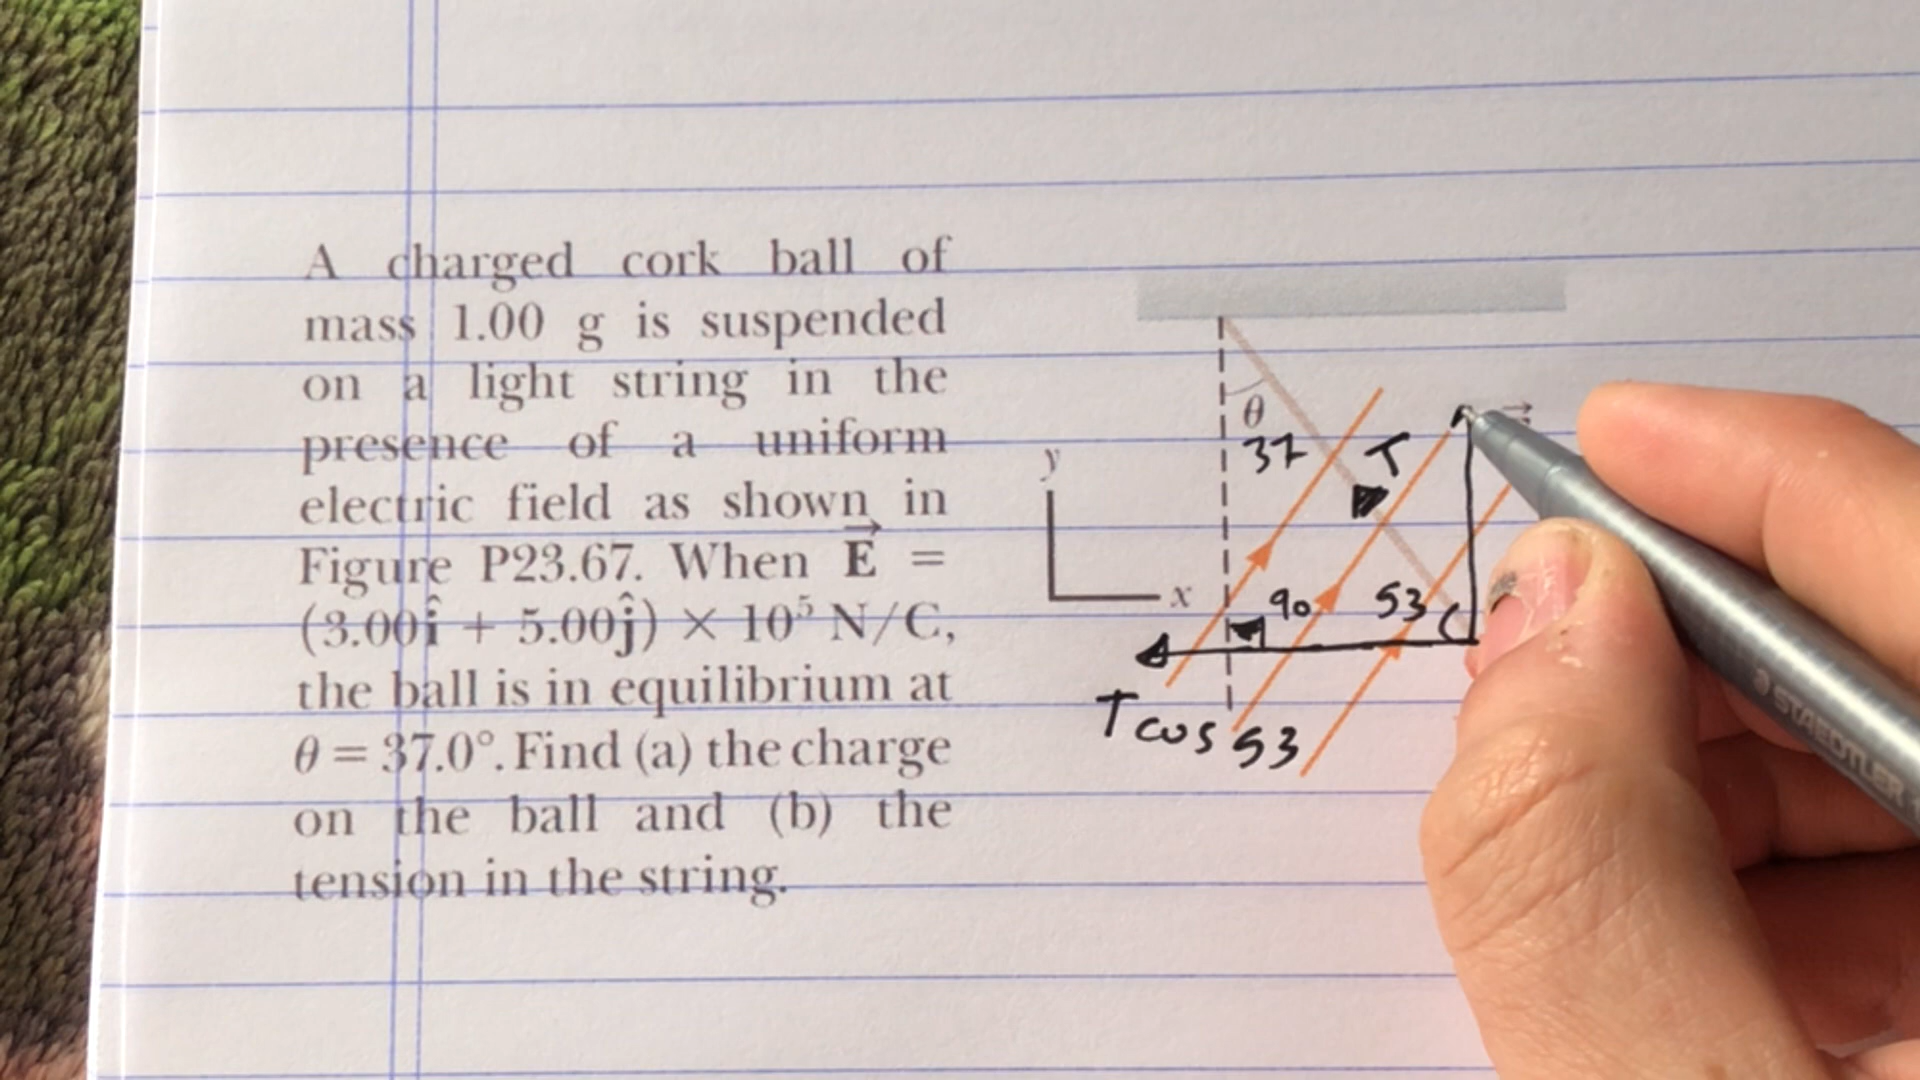 A charged cork ball of
mass 1.00 g is suspended
on a light string in the
presence of a uniform
electric field as shown in
Figure P23.67. When E⃗ =
(3.00î + 5.00ĵ) × 10⁵ N/C,
the ball is in equilibrium at
θ = 37.0°. Find (a) the charge
on the ball and (b) the
tension in the string.
θ
37 T
y
x
90 53
T cos 53
STAEDTLER